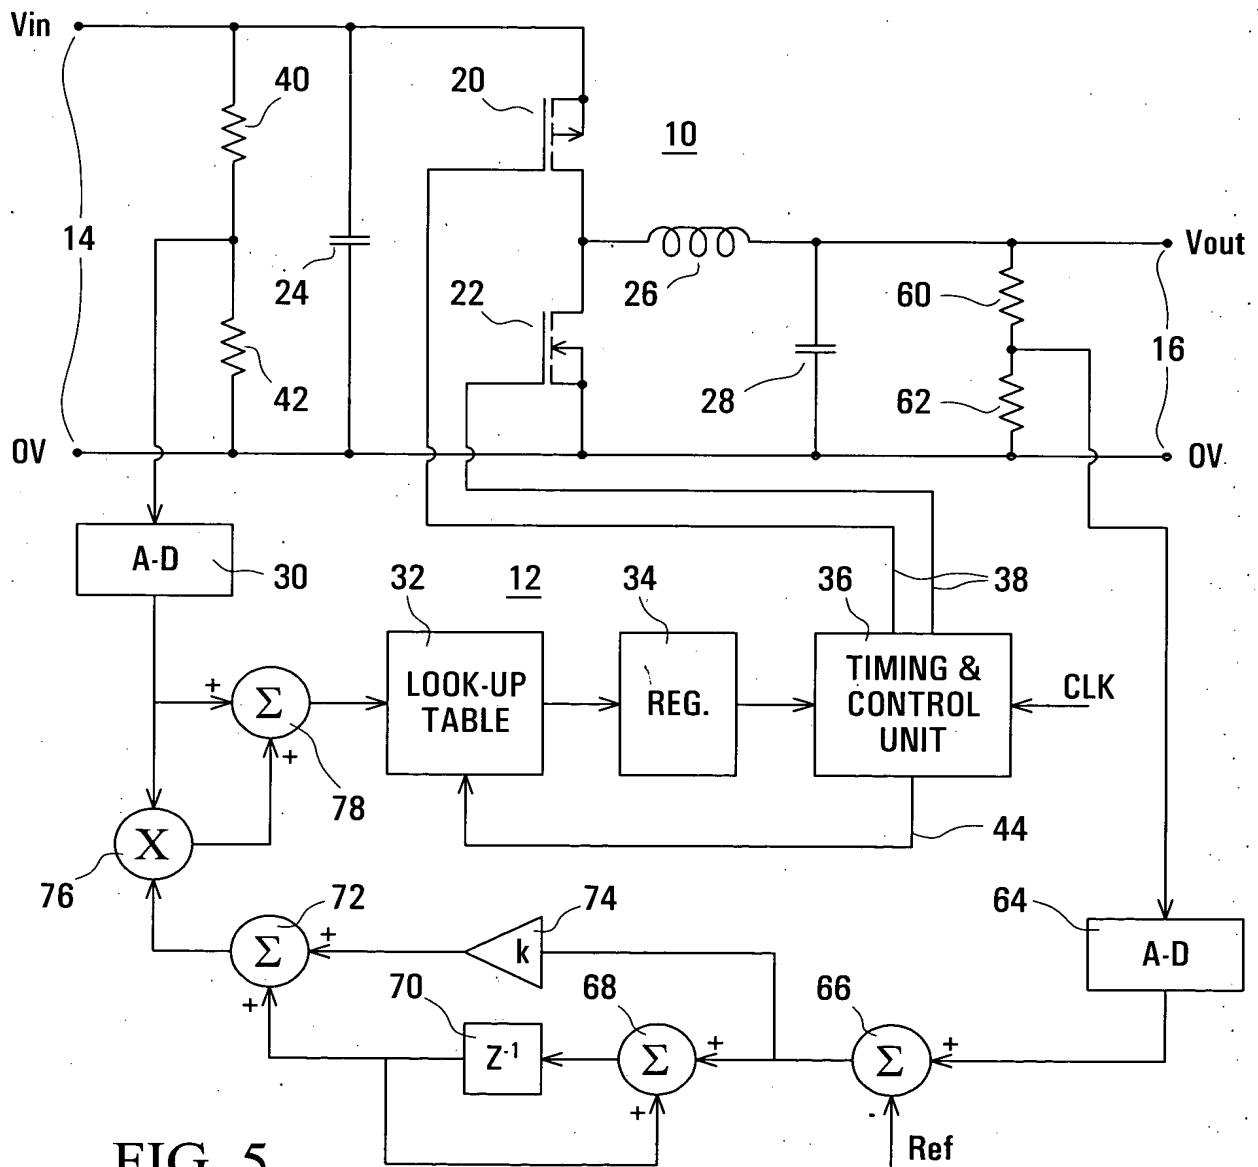 Vin
40
20
10
14
24
22
26
60
Vout
42
28
62
16
0V
0V
A-D
30
32
12
34
36
38
LOOK-UP
TABLE
REG.
TIMING &
CONTROL
UNIT
CLK
+
Σ
+
78
X
76
44
72
74
64
Σ
+
+
k
A-D
70
68
66
Z-1
Σ
+
+
Σ
+
-
Ref
FIG. 5